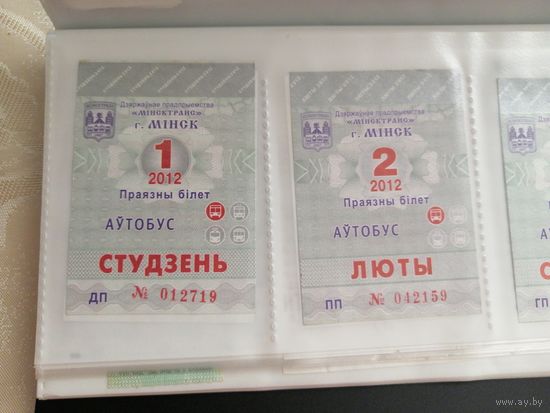 Дзяржаўнае прадпрыемства
«МІНСКТРАНС»
г. МІНСК
1
2012
Праязны білет
АЎТОБУС
СТУДЗЕНЬ
ДП № 012719
Дзяржаўнае прадпрыемства
«МІНСКТРАНС»
г. МІНСК
2
2012
Праязны білет
АЎТОБУС
ЛЮТЫ
ПП № 042159
ГП
www.ay.by